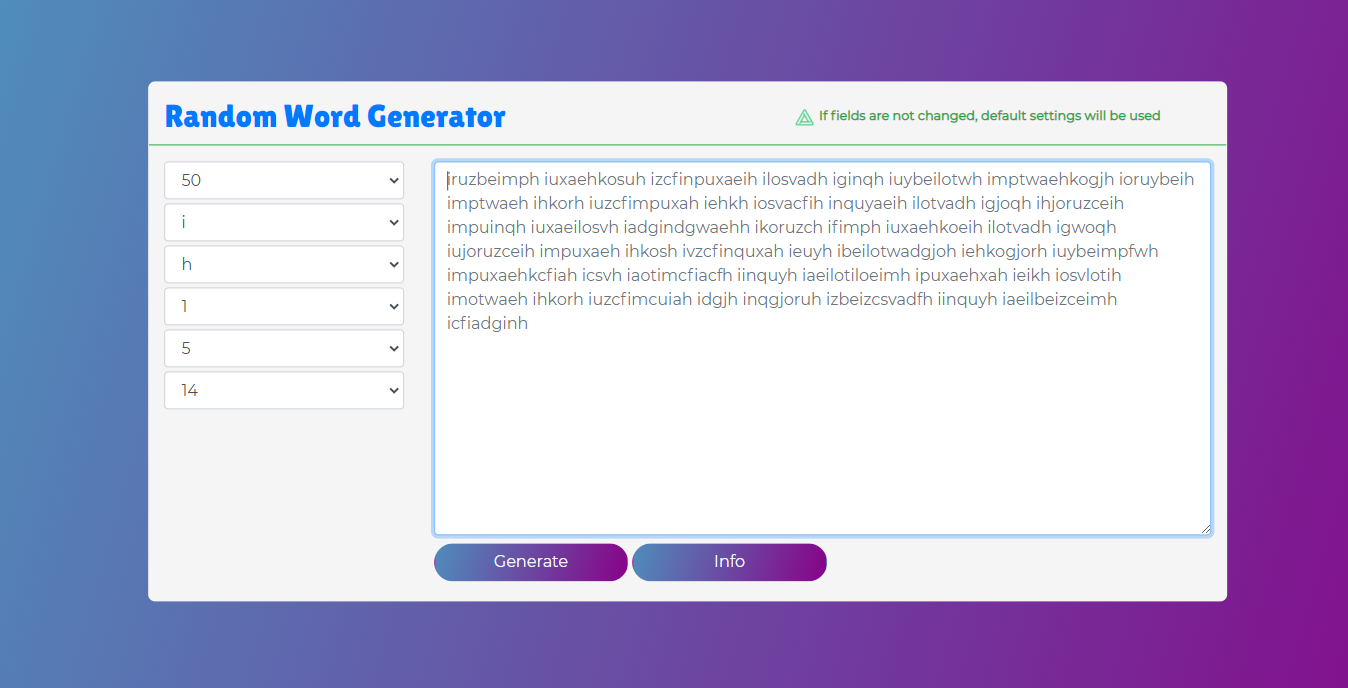 Random Word Generator
If fields are not changed, default settings will be used
50
i
h
1
5
14
iruzbeimph iuxaehkosuh izcfinpuxaeih ilosvadh iginqh iuybeilotwh imptwaehkogjh ioruybeih
imptwaeh ihkorh iuzcfimpuxah iehkh iosvacfih inquyaeih ilotvadh igjoqh ihjoruzceih
impuinqh iuxaeilosvh iadgindgwaehh ikoruzch ifimph iuxaehkoeih ilotvadh igwoqh
iujoruzceih impuxaeh ihkosh ivzcfinquxah ieuyh ibeilotwadgjoh iehkogjorh iuybeimpfwh
impuxaehkcfiah icsvh iaotimcfiacfh iinquyh iaeilotiloeimh ipuxaehxah ieikh iosvlotih
imotwaeh ihkorh iuzcfimcuiah idgjh inqgjoruh izbeizcsvadfh iinquyh iaeilbeizceimh
icfiadginh
Generate
Info